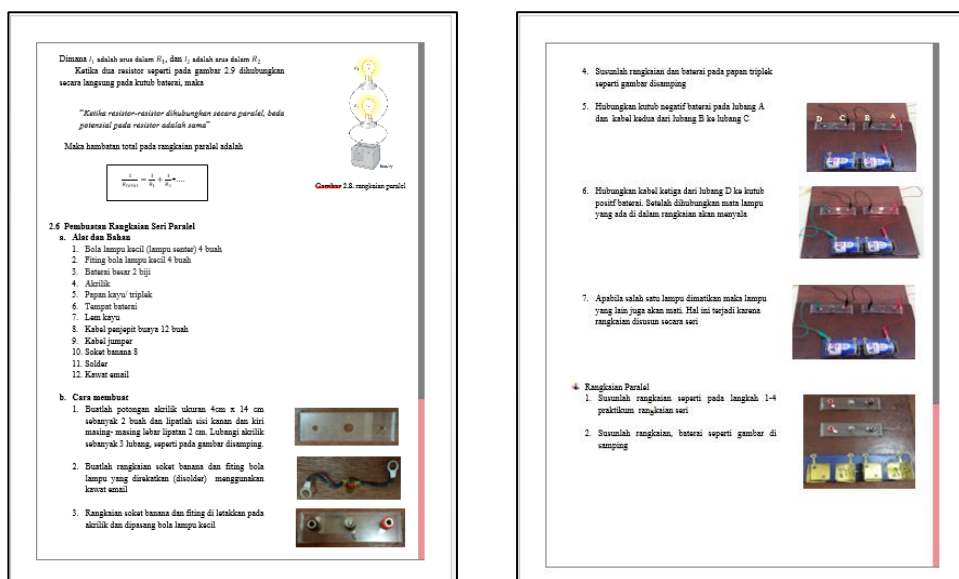 Dimana I₁ adalah arus dalam R₁, dan I₂ adalah arus dalam R₂
Ketika dua resistor seperti pada gambar 2.9 dihubungkan
secara langsung pada kutub baterai, maka
"Ketika resistor-resistor dihubungkan secara paralel, beda
potensial pada resistor adalah sama"
Maka hambatan total pada rangkaian paralel adalah
1/R_total = 1/R₁ + 1/R₂ +....
Gambar 2.8. rangkaian paralel
2.6 Pembuatan Rangkaian Seri Paralel
a. Alat dan Bahan
1. Bola lampu kecil (lampu senter) 4 buah
2. Fiting bola lampu kecil 4 buah
3. Baterai besar 2 biji
4. Akrilik
5. Papan kayu/ triplek
6. Tempat baterai
7. Lem kayu
8. Kabel penjepit buaya 12 buah
9. Kabel jumper
10. Soket banana 8
11. Solder
12. Kawat email
b. Cara membuat
1. Buatlah potongan akrilik ukuran 4cm x 14 cm
sebanyak 2 buah dan lipatlah sisi kanan dan kiri
masing- masing lebar lipatan 2 cm. Lubangi akrilik
sebanyak 3 lubang, seperti pada gambar disamping.
2. Buatlah rangkaian soket banana dan fiting bola
lampu yang direkatkan (disolder) menggunakan
kawat email
3. Rangkaian soket banana dan fiting di letakkan pada
akrilik dan dipasang bola lampu kecil
4. Susunlah rangkaian dan baterai pada papan triplek
seperti gambar disamping
5. Hubungkan kutub negatif baterai pada lubang A
dan kabel kedua dari lubang B ke lubang C
D C B A
6. Hubungkan kabel ketiga dari lubang D ke kutub
positf baterai. Setelah dihubungkan mata lampu
yang ada di dalam rangkaian akan menyala
7. Apabila salah satu lampu dimatikan maka lampu
yang lain juga akan mati. Hal ini terjadi karena
rangkaian disusun secara seri
Rangkaian Paralel
1. Susunlah rangkaian seperti pada langkah 1-4
praktikum rangkaian seri
2. Susunlah rangkaian, baterai seperti gambar di
samping